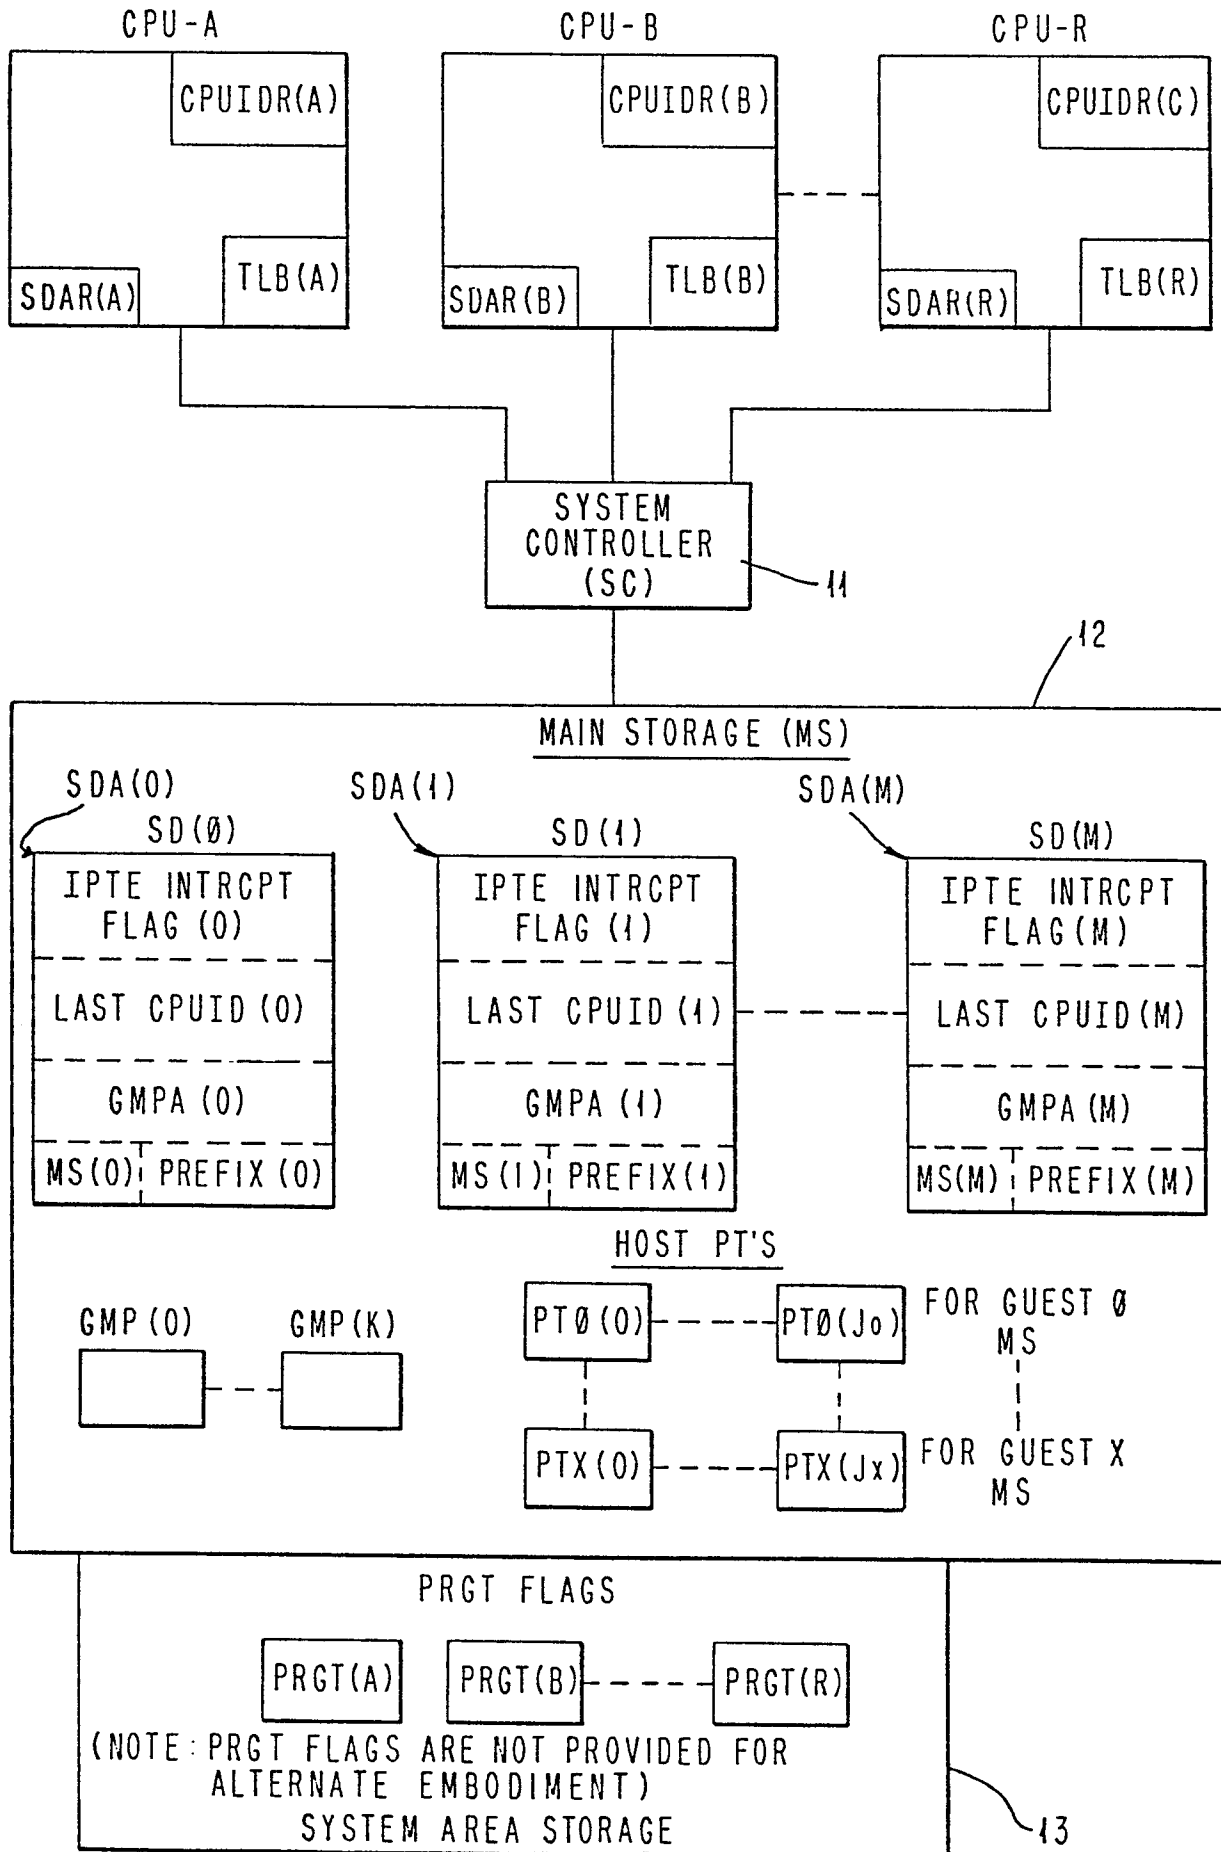 CPU-A
CPU-B
CPU-R
CPUIDR(A)
CPUIDR(B)
CPUIDR(C)
TLB(A)
SDAR(A)
TLB(B)
SDAR(B)
TLB(R)
SDAR(R)
SYSTEM
CONTROLLER
(SC)
11
12
MAIN STORAGE (MS)
SDA(0)
SDA(1)
SDA(M)
SD(Ø)
SD(1)
SD(M)
IPTE INTRCPT
FLAG (0)
IPTE INTRCPT
FLAG (1)
IPTE INTRCPT
FLAG(M)
LAST CPUID (0)
LAST CPUID (1)
LAST CPUID(M)
GMPA (0)
GMPA (1)
GMPA(M)
MS(0) PREFIX(0)
MS(1) PREFIX(1)
MS(M) PREFIX(M)
HOST PT'S
GMP(0)
GMP(K)
PTØ(0)
PTØ(Jo)
FOR GUEST Ø
MS
PTX(0)
PTX(Jx)
FOR GUEST X
MS
PRGT FLAGS
PRGT(A)
PRGT(B)
PRGT(R)
(NOTE: PRGT FLAGS ARE NOT PROVIDED FOR
ALTERNATE EMBODIMENT)
SYSTEM AREA STORAGE
13